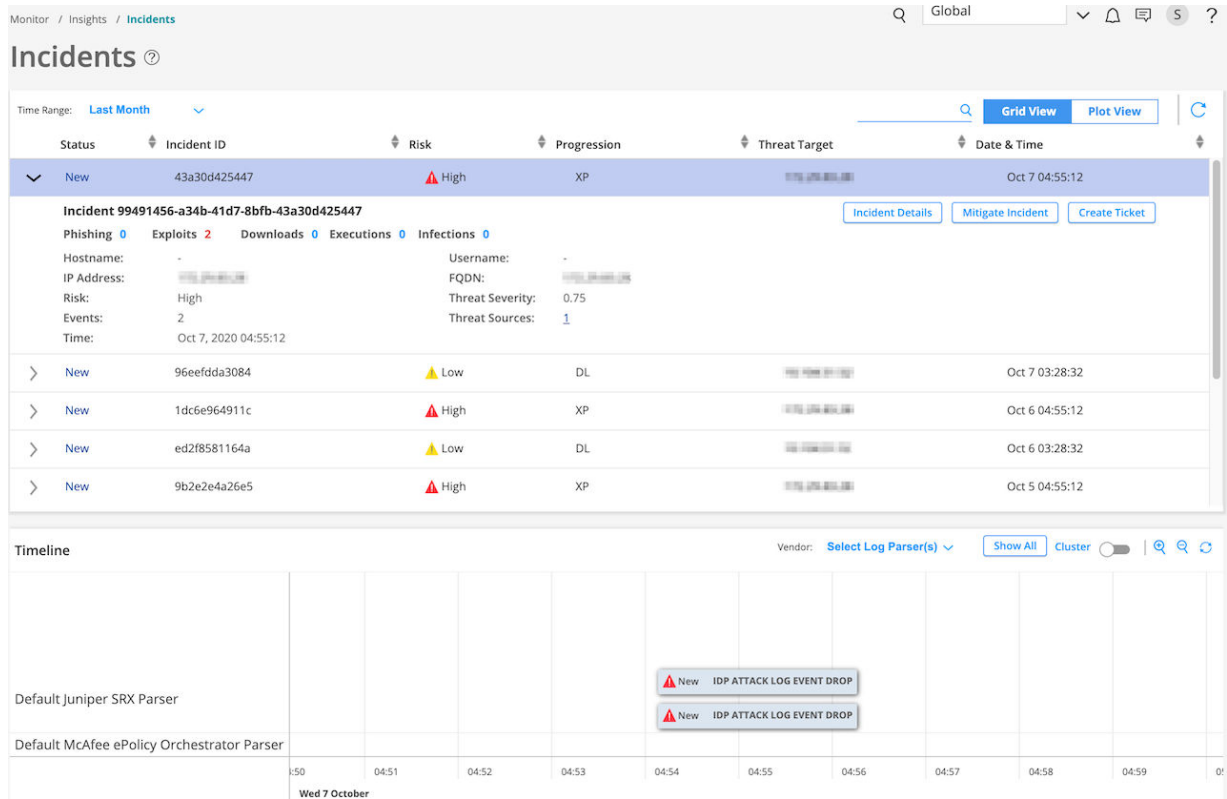 Monitor / Insights / Incidents
Global
S ?
Incidents ?
Time Range: Last Month
Grid View Plot View
Status Incident ID Risk Progression Threat Target Date & Time
New 43a30d425447 High XP Oct 7 04:55:12
Incident 99491456-a34b-41d7-8bfb-43a30d425447
Incident Details Mitigate Incident Create Ticket
Phishing 0 Exploits 2 Downloads 0 Executions 0 Infections 0
Hostname: - Username: -
IP Address: FQDN:
Risk: High Threat Severity: 0.75
Events: 2 Threat Sources: 1
Time: Oct 7, 2020 04:55:12
New 96eefdda3084 Low DL Oct 7 03:28:32
New 1dc6e964911c High XP Oct 6 04:55:12
New ed2f8581164a Low DL Oct 6 03:28:32
New 9b2e2e4a26e5 High XP Oct 5 04:55:12
Timeline
Vendor: Select Log Parser(s) Show All Cluster
New IDP ATTACK LOG EVENT DROP
Default Juniper SRX Parser
New IDP ATTACK LOG EVENT DROP
Default McAfee ePolicy Orchestrator Parser
:50 04:51 04:52 04:53 04:54 04:55 04:56 04:57 04:58 04:59
Wed 7 October